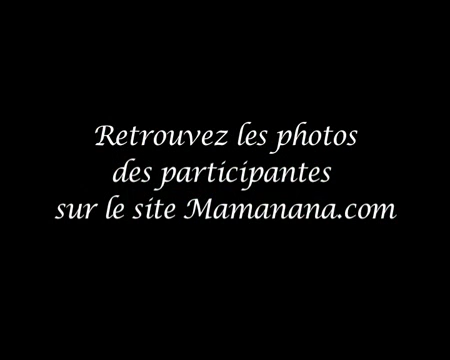 Retrouvez les photos
des participantes
sur le site Mamanana.com